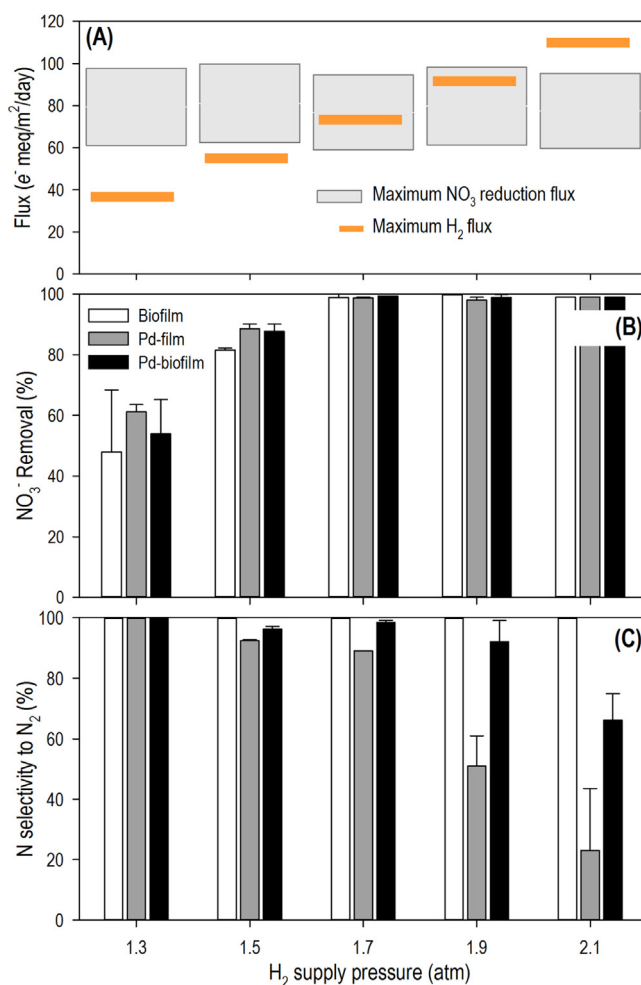 (A)
120
100
80
60
40
20
0
Flux (e⁻ meq/m²/day)
Maximum NO₃ reduction flux
Maximum H₂ flux
(B)
100
80
60
40
20
0
NO₃⁻ Removal (%)
Biofilm
Pd-film
Pd-biofilm
(C)
100
80
60
40
20
0
N selectivity to N₂ (%)
1.3 1.5 1.7 1.9 2.1
H₂ supply pressure (atm)